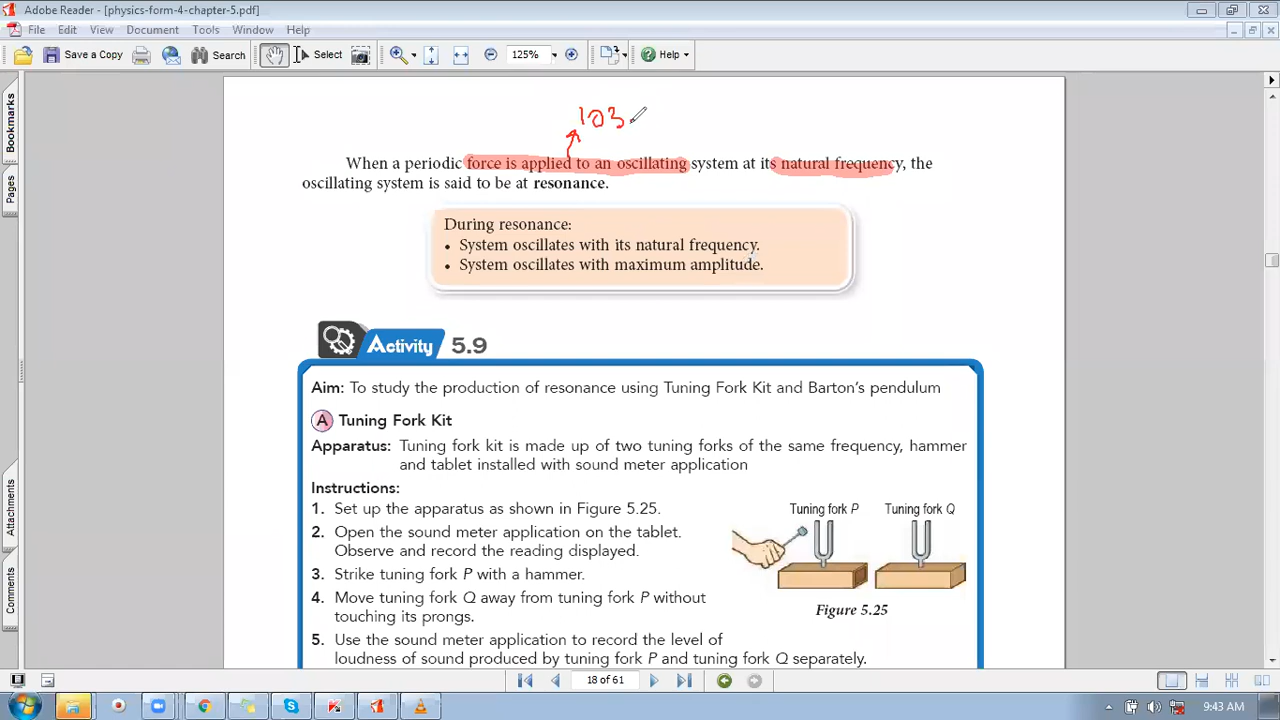 Adobe Reader - [physics-form-4-chapter-5.pdf]
File Edit View Document Tools Window Help
Save a Copy Search Select 125% Help
Bookmarks
Pages
Attachments
Comments
103
When a periodic force is applied to an oscillating system at its natural frequency, the
oscillating system is said to be at resonance.
During resonance:
• System oscillates with its natural frequency.
• System oscillates with maximum amplitude.
Activity 5.9
Aim: To study the production of resonance using Tuning Fork Kit and Barton's pendulum
A Tuning Fork Kit
Apparatus: Tuning fork kit is made up of two tuning forks of the same frequency, hammer
and tablet installed with sound meter application
Instructions:
1. Set up the apparatus as shown in Figure 5.25.
2. Open the sound meter application on the tablet.
Observe and record the reading displayed.
3. Strike tuning fork P with a hammer.
4. Move tuning fork Q away from tuning fork P without
touching its prongs.
5. Use the sound meter application to record the level of
loudness of sound produced by tuning fork P and tuning fork Q separately.
Tuning fork P Tuning fork Q
Figure 5.25
18 of 61
9:43 AM